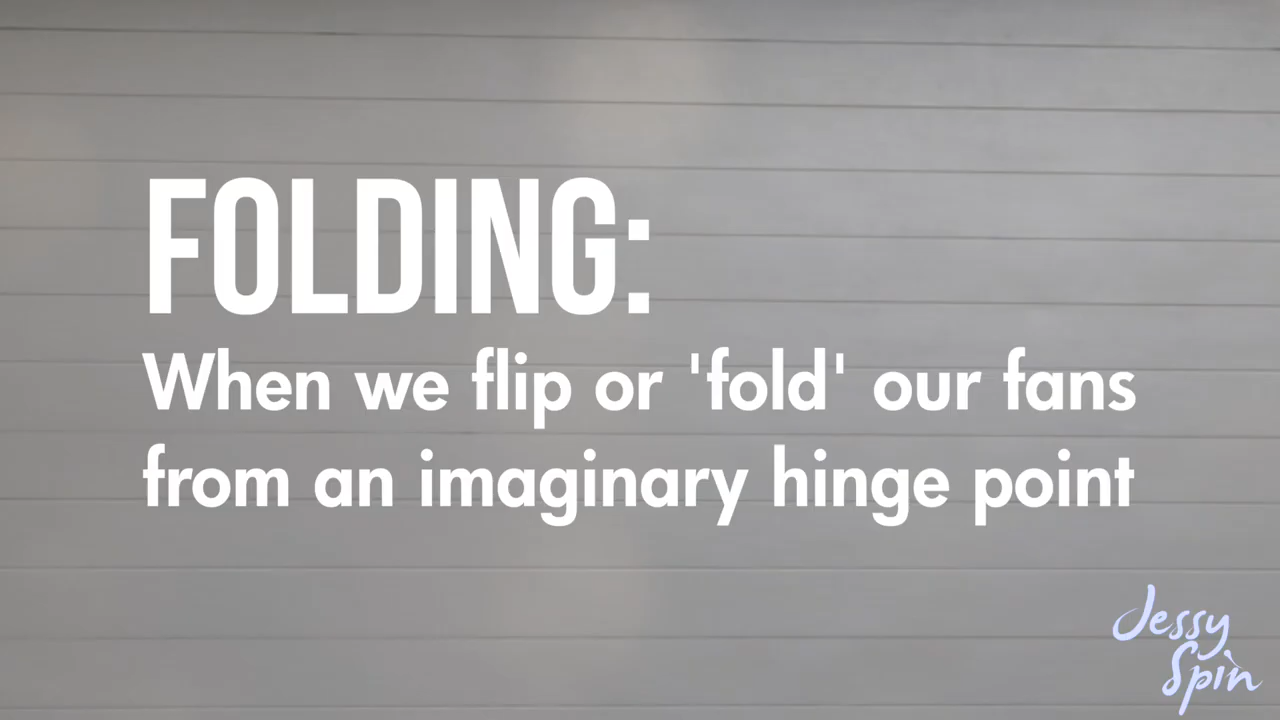 FOLDING:
When we flip or 'fold' our fans
from an imaginary hinge point
Jessy
Spin